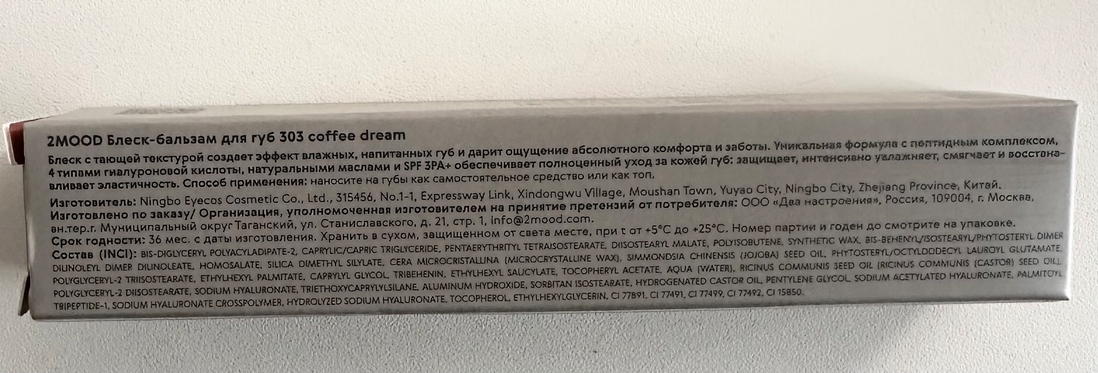 2MOOD Блеск-бальзам для губ 303 coffee dream
Блеск с тающей текстурой создает эффект влажных, напитанных губ и дарит ощущение абсолютного комфорта и заботы. Уникальная формула с пептидным комплексом,
4 типами гиалуроновой кислоты, натуральными маслами и SPF 3PA+ обеспечивает полноценный уход за кожей губ: защищает, интенсивно увлажняет, смягчает и восстана-
вливает эластичность. Способ применения: наносите на губы как самостоятельное средство или как топ.
Изготовитель: Ningbo Eyecos Cosmetic Co., Ltd., 315456, No.1-1, Expressway Link, Xindongwu Village, Moushan Town, Yuyao City, Ningbo City, Zhejiang Province, Китай.
Изготовлено по заказу/ Организация, уполномоченная изготовителем на принятие претензий от потребителя: ООО «Два настроения», Россия, 109004, г. Москва,
вн.тер.г. Муниципальный округ Таганский, ул. Станиславского, д. 21, стр. 1, info@2mood.com.
Срок годности: 36 мес. с даты изготовления. Хранить в сухом, защищенном от света месте, при t от +5°C до +25°C. Номер партии и годен до смотрите на упаковке.
Состав (INCI): BIS-DIGLYCERYL POLYACYLADIPATE-2, CAPRYLIC/CAPRIC TRIGLYCERIDE, PENTAERYTHRITYL TETRAISOSTEARATE, DIISOSTEARYL MALATE, POLYISOBUTENE, SYNTHETIC WAX, BIS-BEHENYL/ISOSTEARYL/PHYTOSTERYL DIMER
DILINOLEYL DIMER DILINOLEATE, HOMOSALATE, SILICA DIMETHYL SILYLATE, CERA MICROCRISTALLINA (MICROCRYSTALLINE WAX), SIMMONDSIA CHINENSIS (JOJOBA) SEED OIL, PHYTOSTERYL/OCTYLDODECYL LAUROYL GLUTAMATE,
POLYGLYCERYL-2 TRIISOSTEARATE, ETHYLHEXYL PALMITATE, CAPRYLYL GLYCOL, TRIBEHENIN, ETHYLHEXYL SALICYLATE, TOCOPHERYL ACETATE, AQUA (WATER), RICINUS COMMUNIS SEED OIL (RICINUS COMMUNIS (CASTOR) SEED OIL),
POLYGLYCERYL-2 DIISOSTEARATE, SODIUM HYALURONATE, TRIETHOXYCAPRYLYLSILANE, ALUMINUM HYDROXIDE, SORBITAN ISOSTEARATE, HYDROGENATED CASTOR OIL, PENTYLENE GLYCOL, SODIUM ACETYLATED HYALURONATE, PALMITOYL
TRIPEPTIDE-1, SODIUM HYALURONATE CROSSPOLYMER, HYDROLYZED SODIUM HYALURONATE, TOCOPHEROL, ETHYLHEXYLGLYCERIN, CI 77891, CI 77491, CI 77499, CI 77492, CI 15850.